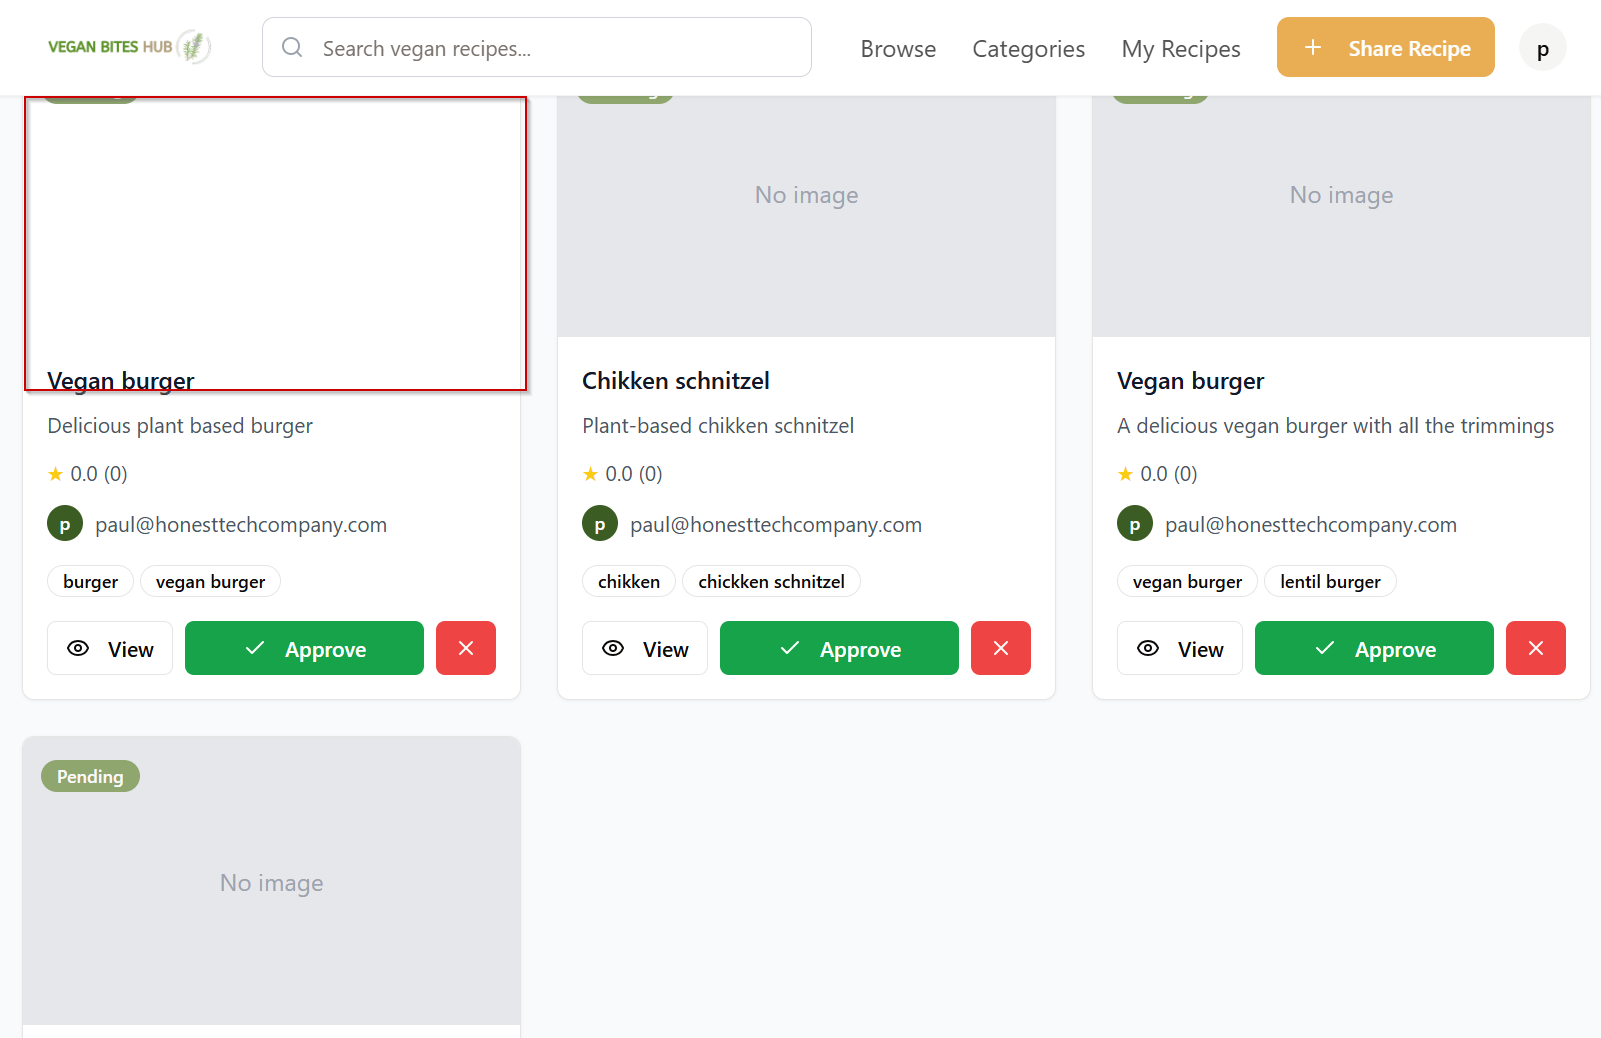 VEGAN BITES HUB
Search vegan recipes...
Browse
Categories
My Recipes
+ Share Recipe
p
No image
No image
Vegan burger
Delicious plant based burger
★ 0.0 (0)
p paul@honesttechcompany.com
burger vegan burger
View Approve
Chikken schnitzel
Plant-based chikken schnitzel
★ 0.0 (0)
p paul@honesttechcompany.com
chikken chickken schnitzel
View Approve
Vegan burger
A delicious vegan burger with all the trimmings
★ 0.0 (0)
p paul@honesttechcompany.com
vegan burger lentil burger
View Approve
Pending
No image